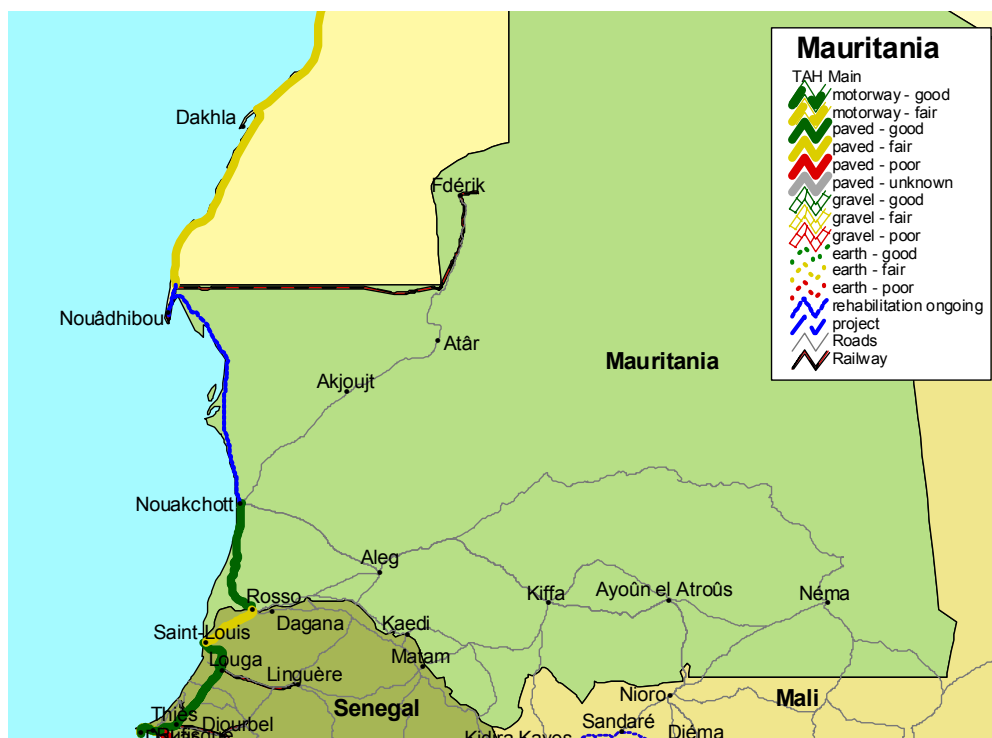 Mauritania
TAH Main
motorway - good
motorway - fair
paved - good
paved - fair
paved - poor
paved - unknown
gravel - good
gravel - fair
gravel - poor
earth - good
earth - fair
earth - poor
rehabilitation ongoing
project
Roads
Railway
Dakhla
Fdérik
Nouâdhibou
Atâr
Mauritania
Akjoujt
Nouakchott
Aleg
Kiffa
Ayoûn el Atroûs
Néma
Rosso
Dagana
Saint-Louis
Kaedi
Louga
Matam
Linguère
Nioro
Mali
Senegal
Thiès
Diourbel
Sandaré
Diéma
Kidira Kayes